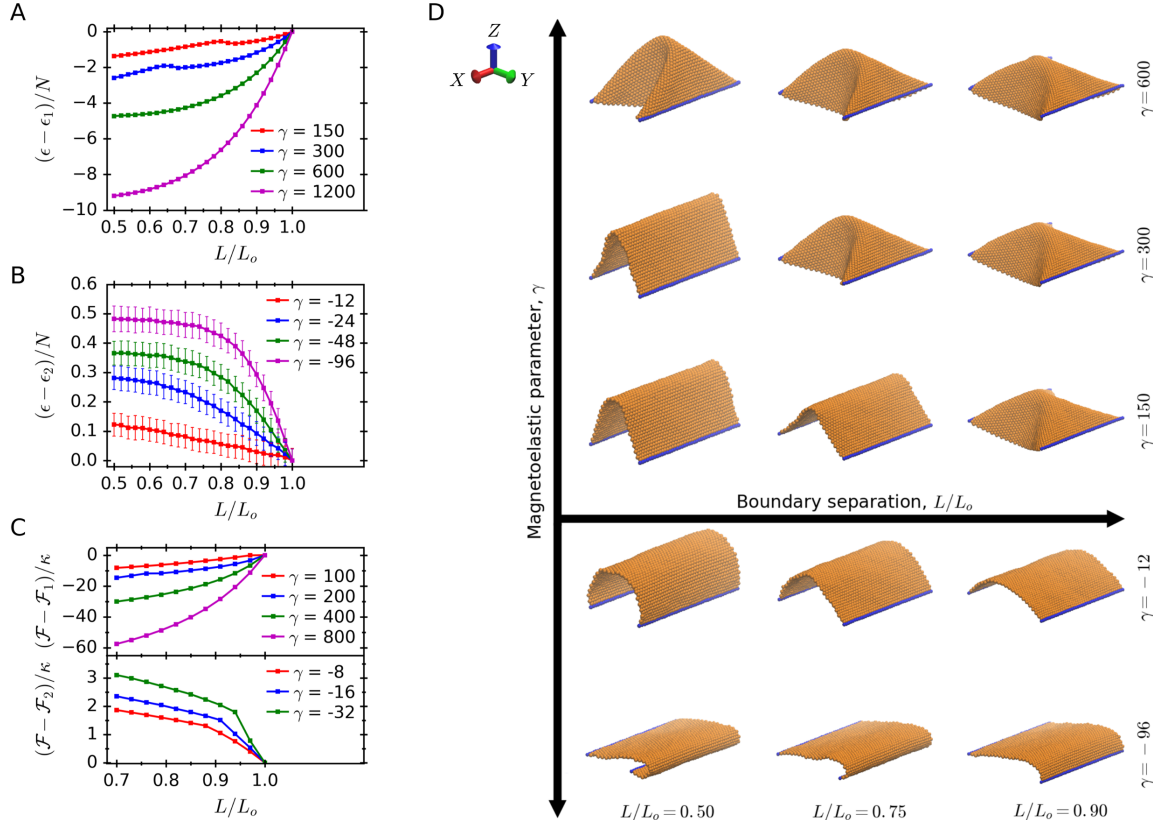 A
0
−2
−4
−6
−8
−10
(ϵ − ϵ₁)/N
γ = 150
γ = 300
γ = 600
γ = 1200
0.5 0.6 0.7 0.8 0.9 1.0
L/Lₒ
B
0.6
0.5
0.4
0.3
0.2
0.1
0.0
(ϵ − ϵ₂)/N
γ = -12
γ = -24
γ = -48
γ = -96
0.5 0.6 0.7 0.8 0.9 1.0
L/Lₒ
C
0
−20
−40
−60
(ℱ − ℱ₁)/κ
γ = 100
γ = 200
γ = 400
γ = 800
3
2
1
0
(ℱ − ℱ₂)/κ
γ = -8
γ = -16
γ = -32
0.7 0.8 0.9 1.0
L/Lₒ
D
Z
X
Y
Magnetoelastic parameter, γ
Boundary separation, L/Lₒ
γ = 600
γ = 300
γ = 150
γ = − 12
γ = − 96
L/Lₒ = 0.50
L/Lₒ = 0.75
L/Lₒ = 0.90